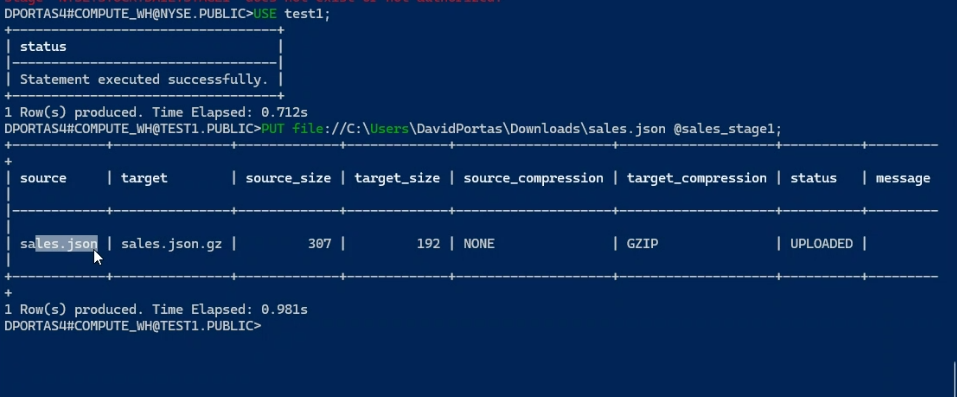 DPORTAS4#COMPUTE_WH@NYSE.PUBLIC>USE test1;
+----------------------------------+
| status                           |
|----------------------------------|
| Statement executed successfully. |
+----------------------------------+
1 Row(s) produced. Time Elapsed: 0.712s
DPORTAS4#COMPUTE_WH@TEST1.PUBLIC>PUT file://C:\Users\DavidPortas\Downloads\sales.json @sales_stage1;
+------------+---------------+-------------+-------------+--------------------+--------------------+----------+---------
+
| source     | target        | source_size | target_size | source_compression | target_compression | status   | message
|
|------------+---------------+-------------+-------------+--------------------+--------------------+----------+---------
|
| sales.json | sales.json.gz |         307 |         192 | NONE               | GZIP               | UPLOADED |
|
+------------+---------------+-------------+-------------+--------------------+--------------------+----------+---------
+
1 Row(s) produced. Time Elapsed: 0.981s
DPORTAS4#COMPUTE_WH@TEST1.PUBLIC>